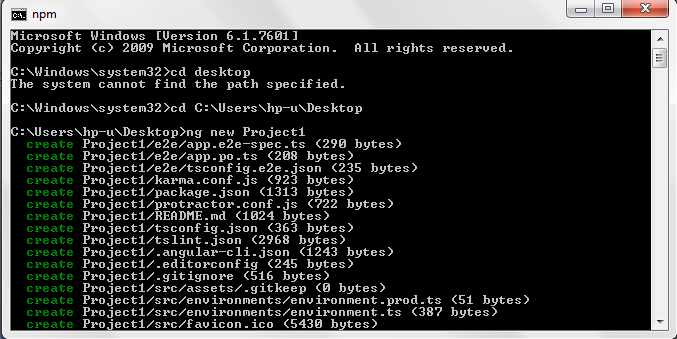 npm
Microsoft Windows [Version 6.1.7601]
Copyright (c) 2009 Microsoft Corporation.  All rights reserved.
C:\Windows\system32>cd desktop
The system cannot find the path specified.
C:\Windows\system32>cd C:\Users\hp-u\Desktop
C:\Users\hp-u\Desktop>ng new Project1
create Project1/e2e/app.e2e-spec.ts (290 bytes)
create Project1/e2e/app.po.ts (208 bytes)
create Project1/e2e/tsconfig.e2e.json (235 bytes)
create Project1/karma.conf.js (923 bytes)
create Project1/package.json (1313 bytes)
create Project1/protractor.conf.js (722 bytes)
create Project1/README.md (1024 bytes)
create Project1/tsconfig.json (363 bytes)
create Project1/tslint.json (2968 bytes)
create Project1/.angular-cli.json (1243 bytes)
create Project1/.editorconfig (245 bytes)
create Project1/.gitignore (516 bytes)
create Project1/src/assets/.gitkeep (0 bytes)
create Project1/src/environments/environment.prod.ts (51 bytes)
create Project1/src/environments/environment.ts (387 bytes)
create Project1/src/favicon.ico (5430 bytes)